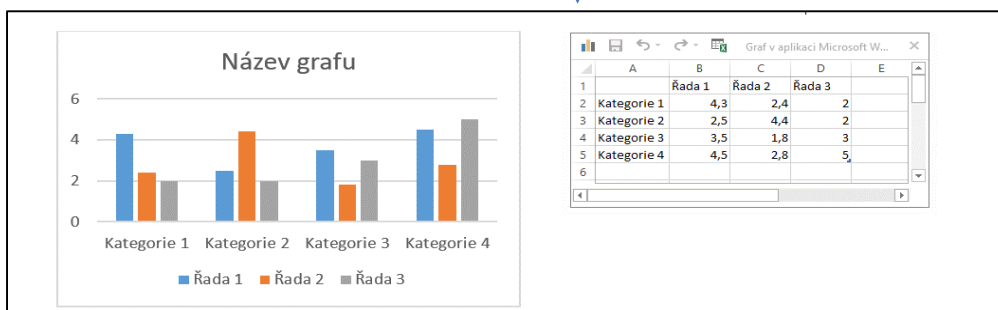 Název grafu
6
4
2
0
Kategorie 1 Kategorie 2 Kategorie 3 Kategorie 4
Řada 1 Řada 2 Řada 3
Graf v aplikaci Microsoft W...
A B C D E
1 Řada 1 Řada 2 Řada 3
2 Kategorie 1 4,3 2,4 2
3 Kategorie 2 2,5 4,4 2
4 Kategorie 3 3,5 1,8 3
5 Kategorie 4 4,5 2,8 5
6